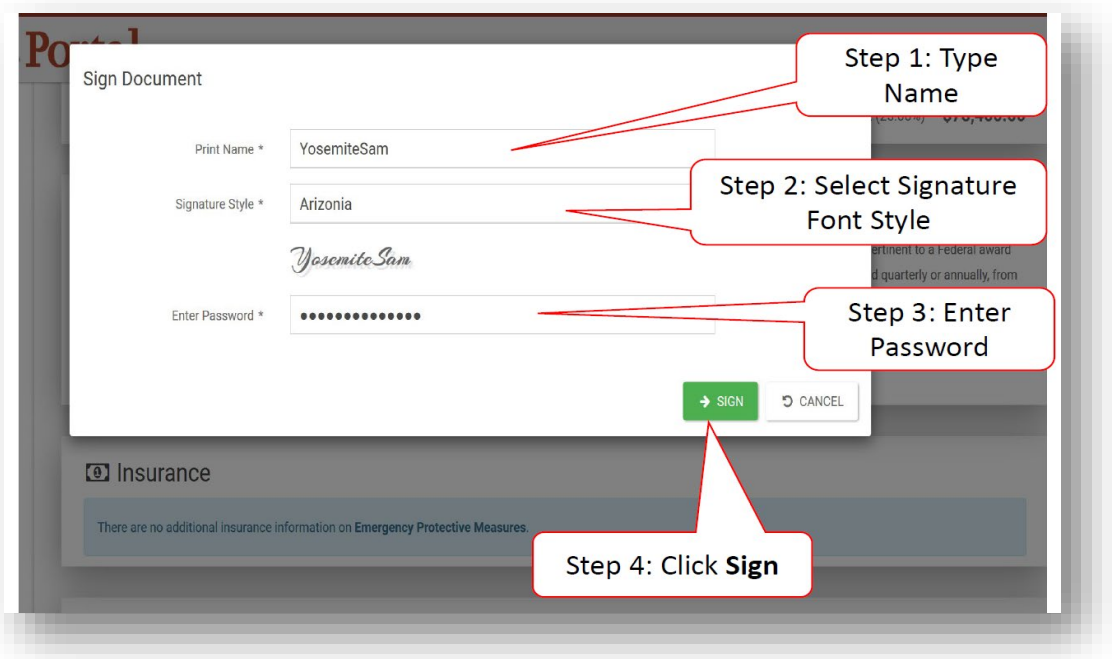 Portal
Sign Document
Step 1: Type
Name
Print Name *
YosemiteSam
Signature Style *
Arizonia
Step 2: Select Signature
Font Style
YosemiteSam
ertinent to a Federal award
d quarterly or annually, from
Enter Password *
••••••••••••••
Step 3: Enter
Password
SIGN
CANCEL
Insurance
There are no additional insurance information on Emergency Protective Measures.
Step 4: Click Sign